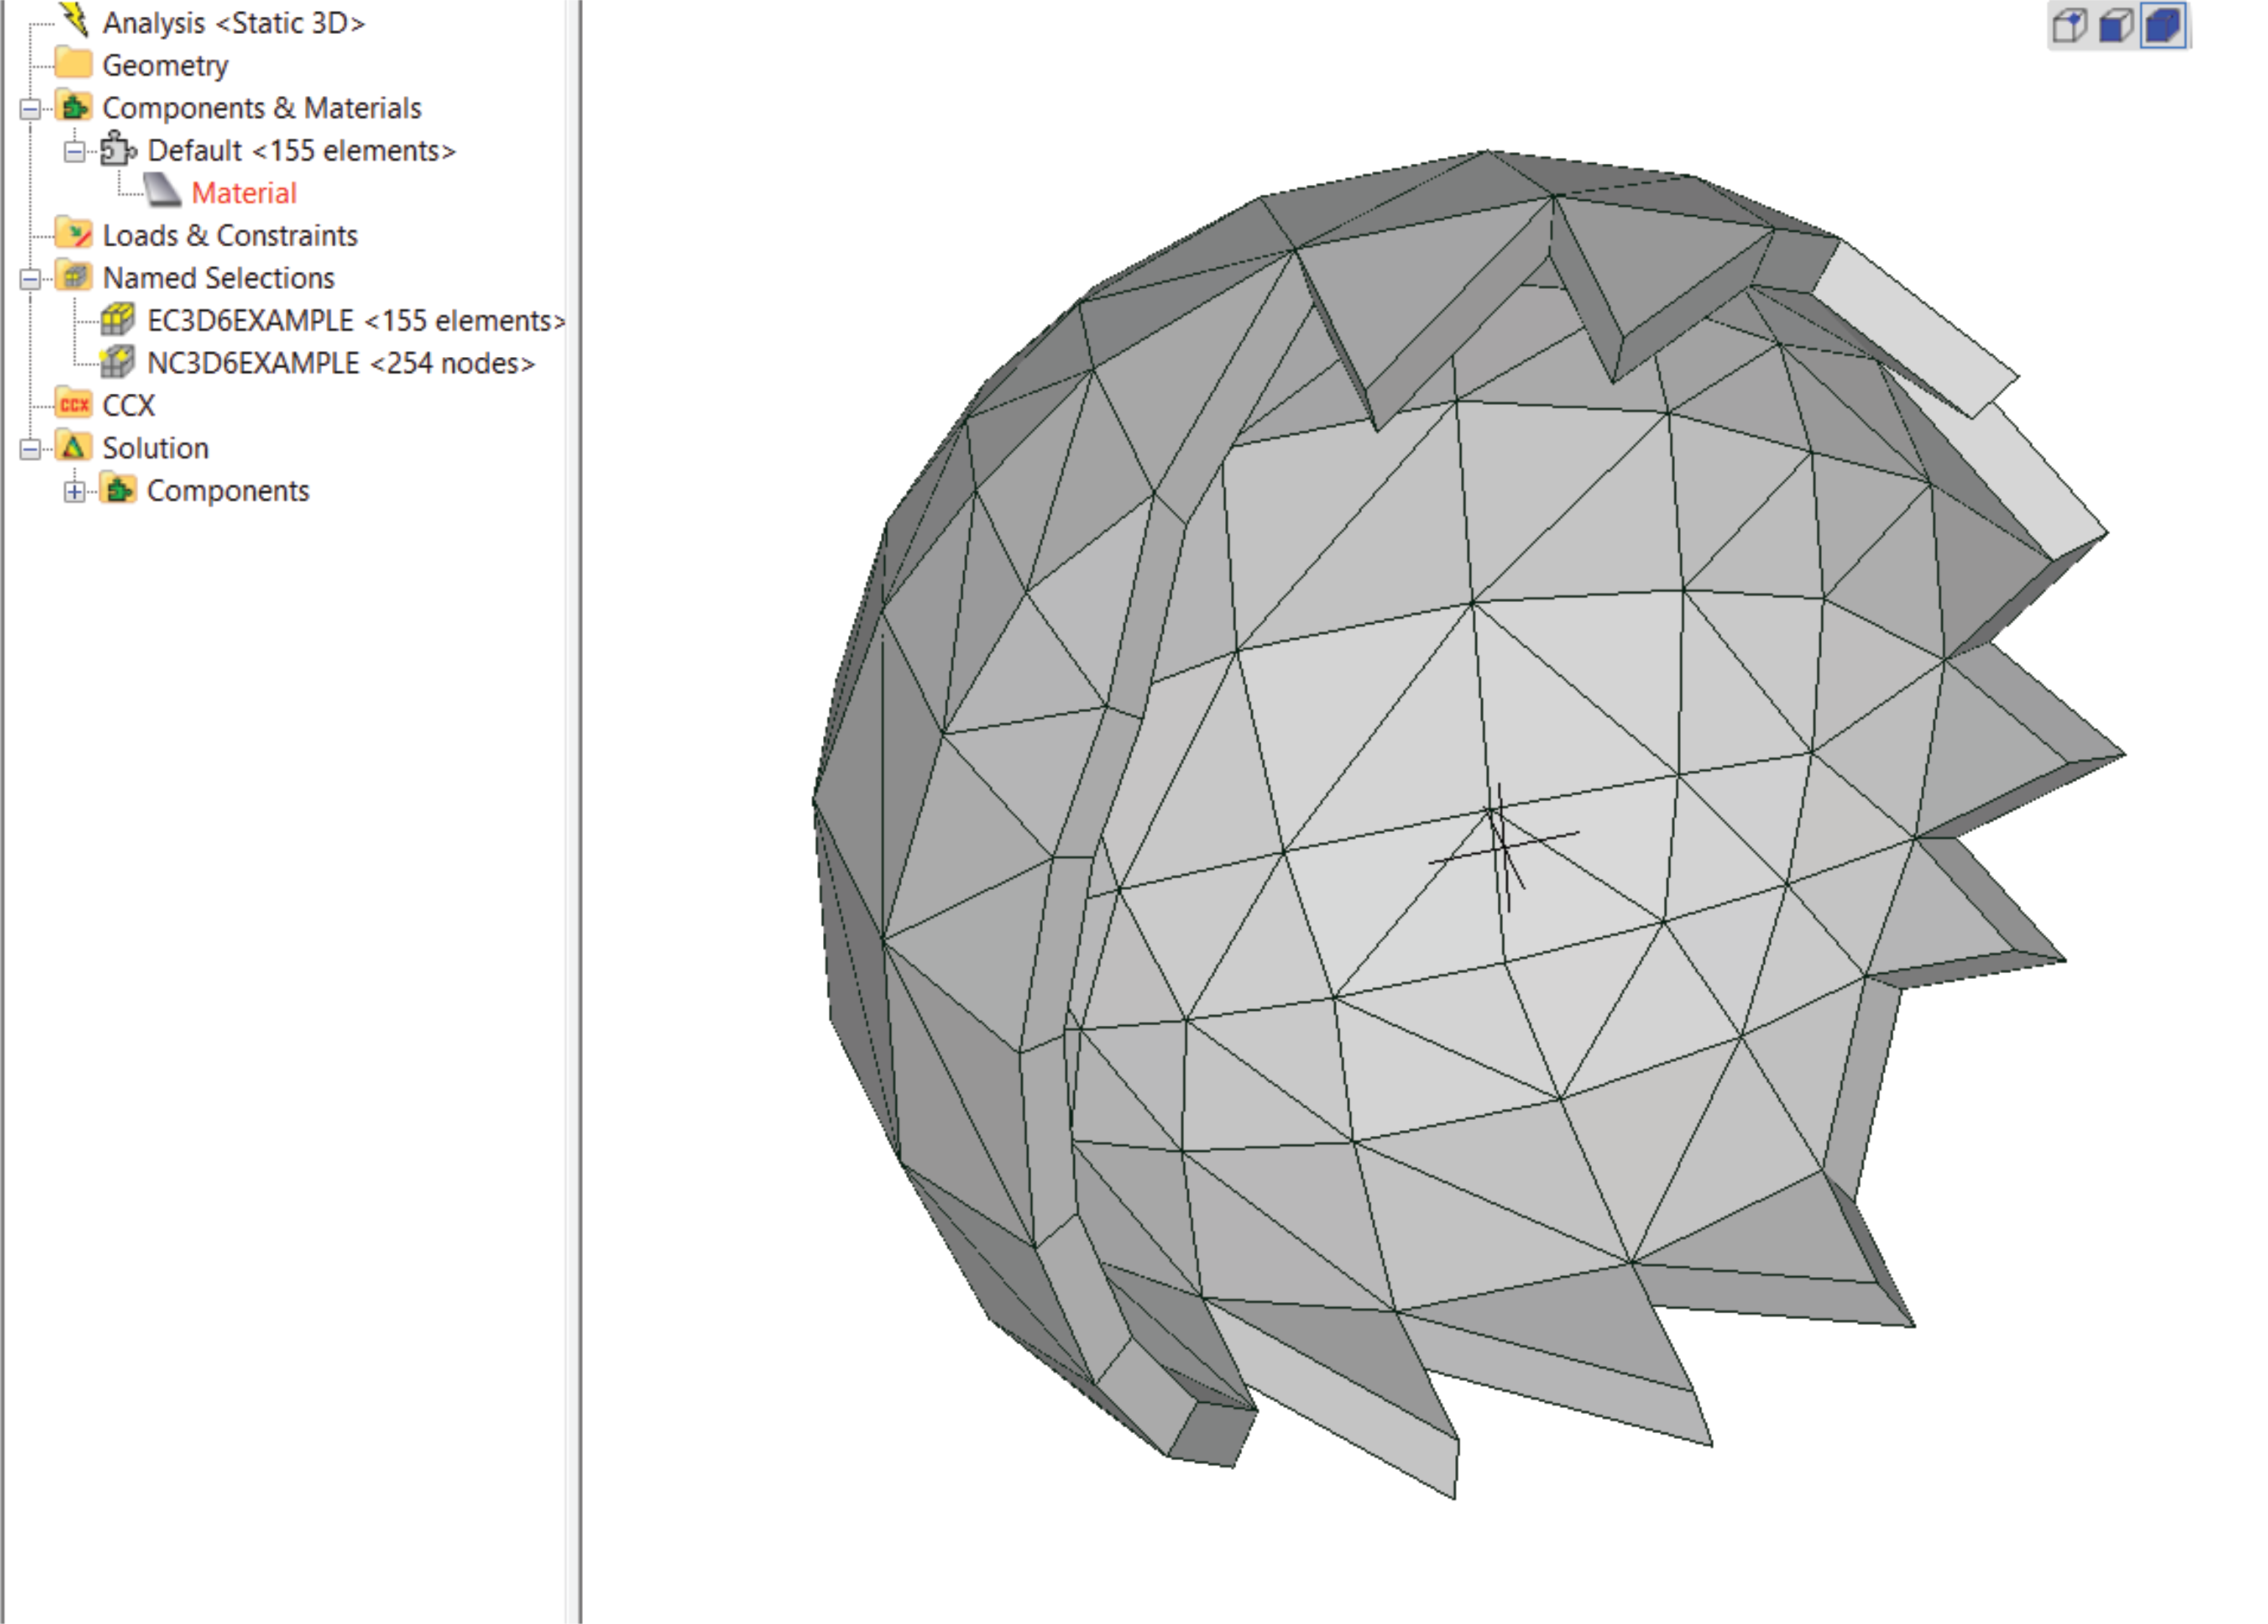 Analysis <Static 3D>
Geometry
Components & Materials
Default <155 elements>
Material
Loads & Constraints
Named Selections
EC3D6EXAMPLE <155 elements>
NC3D6EXAMPLE <254 nodes>
CCX CCX
Solution
Components